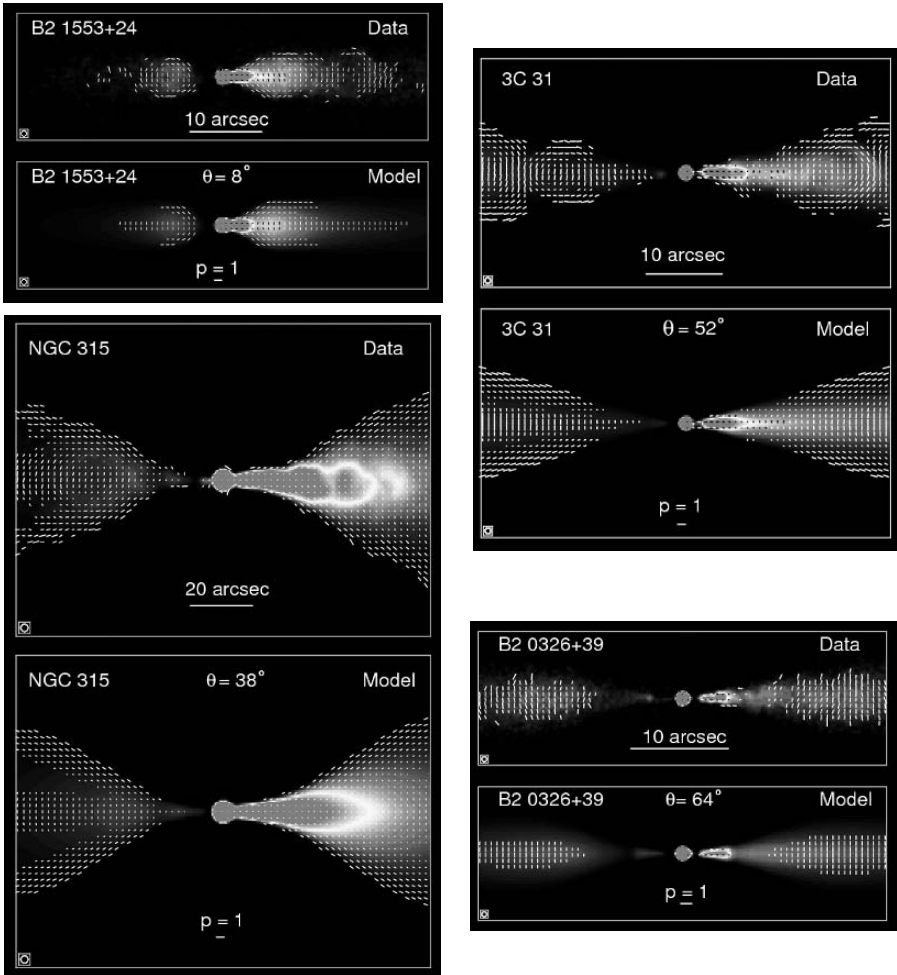 B2 1553+24 Data
10 arcsec
B2 1553+24 θ= 8° Model
p = 1
NGC 315 Data
20 arcsec
NGC 315 θ= 38° Model
p = 1
3C 31 Data
10 arcsec
3C 31 θ= 52° Model
p = 1
B2 0326+39 Data
10 arcsec
B2 0326+39 θ= 64° Model
p = 1